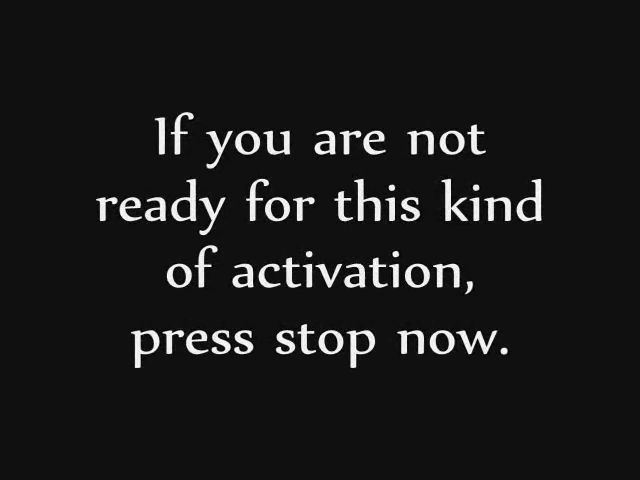 If you are not
ready for this kind
of activation,
press stop now.